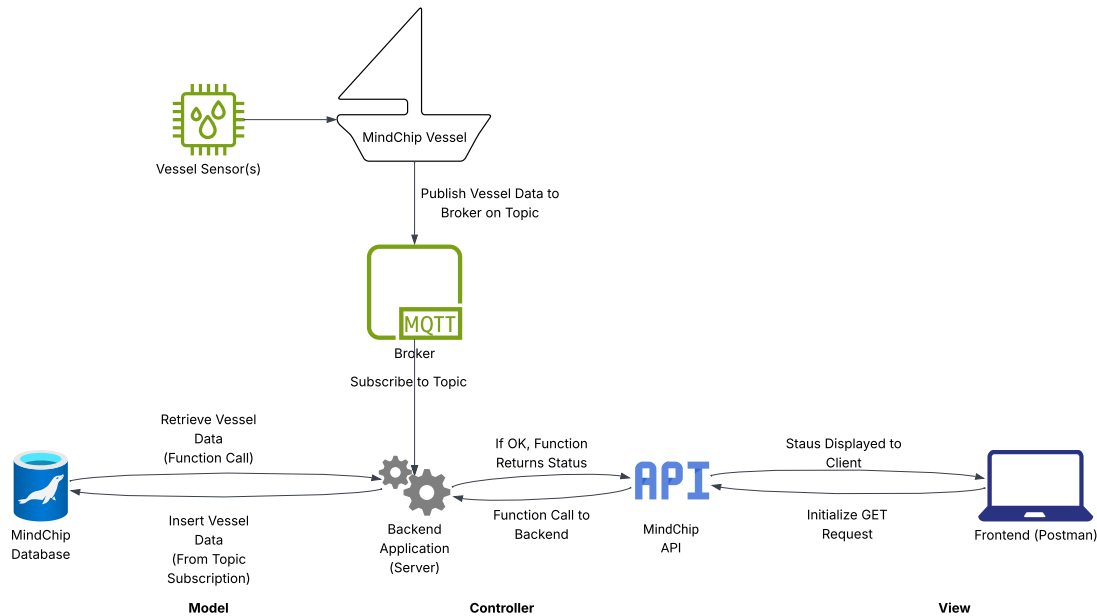 MindChip Vessel
Vessel Sensor(s)
Publish Vessel Data to
Broker on Topic
MQTT
Broker
Subscribe to Topic
Retrieve Vessel
Data
(Function Call)
If OK, Function
Returns Status
Staus Displayed to
Client
API
MindChip
Database
Insert Vessel
Data
(From Topic
Subscription)
Backend
Application
(Server)
Function Call to
Backend
MindChip
API
Initialize GET
Request
Frontend (Postman)
Model
Controller
View